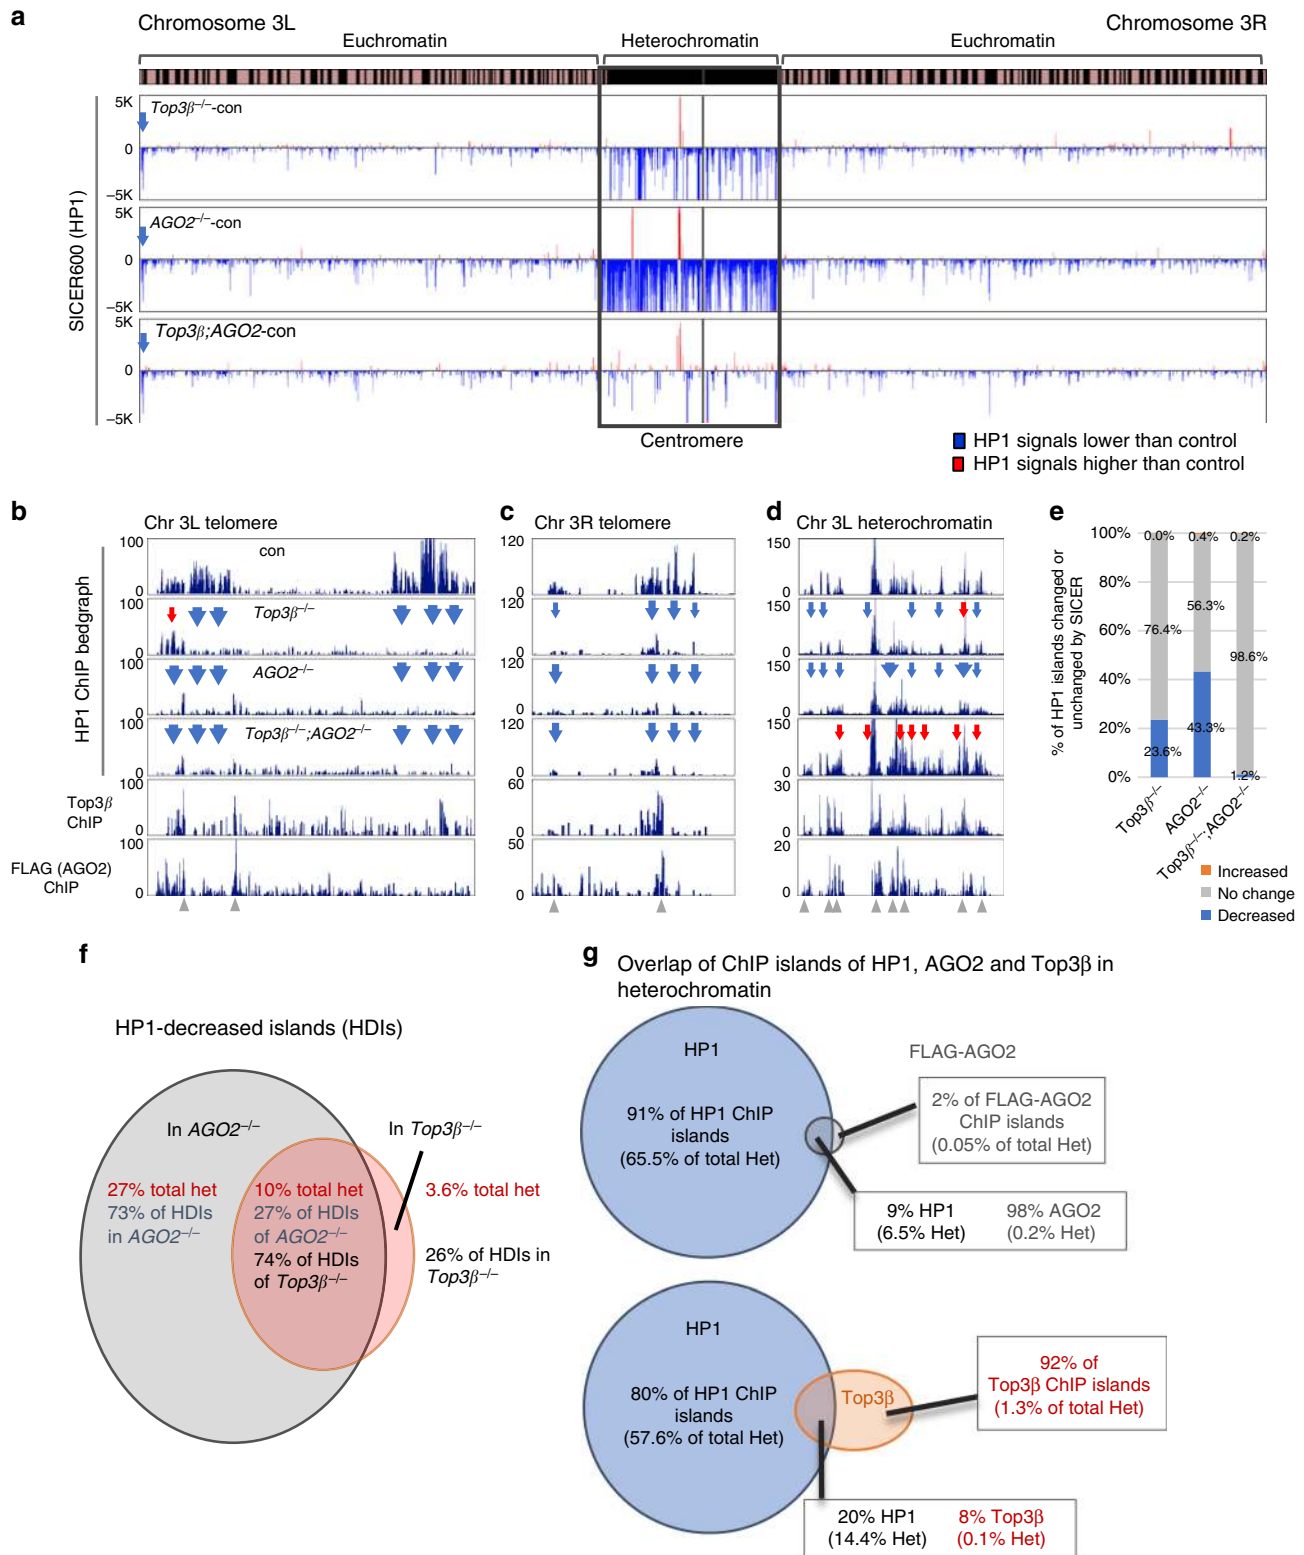 a
Chromosome 3L
Chromosome 3R
Euchromatin
Heterochromatin
Euchromatin
SICER600 (HP1)
5K
Top3β–/–-con
0
–5K
5K
AGO2–/–-con
0
–5K
5K
Top3β;AGO2-con
0
–5K
Centromere
HP1 signals lower than control
HP1 signals higher than control
b
Chr 3L telomere
HP1 ChIP bedgraph
100
con
0
100
Top3β–/–
0
100
AGO2–/–
0
100
Top3β–/–;AGO2–/–
0
Top3β
ChIP
100
0
FLAG (AGO2)
ChIP
100
0
c
Chr 3R telomere
120
0
120
0
120
0
120
0
60
0
50
0
d
Chr 3L heterochromatin
150
0
150
0
150
0
150
0
30
0
20
0
e
% of HP1 islands changed or
unchanged by SICER
100%
80%
60%
40%
20%
0%
0.0%
0.4%
0.2%
76.4%
56.3%
98.6%
23.6%
43.3%
1.2%
Top3β–/–
AGO2–/–
Top3β–/–;AGO2–/–
Increased
No change
Decreased
f
HP1-decreased islands (HDIs)
In AGO2–/–
In Top3β–/–
27% total het
73% of HDIs
in AGO2–/–
10% total het
27% of HDIs
of AGO2–/–
74% of HDIs
of Top3β–/–
3.6% total het
26% of HDIs in
Top3β–/–
g
Overlap of ChIP islands of HP1, AGO2 and Top3β in
heterochromatin
HP1
91% of HP1 ChIP
islands
(65.5% of total Het)
FLAG-AGO2
2% of FLAG-AGO2
ChIP islands
(0.05% of total Het)
9% HP1
(6.5% Het)
98% AGO2
(0.2% Het)
HP1
80% of HP1 ChIP
islands
(57.6% of total Het)
Top3β
92% of
Top3β ChIP islands
(1.3% of total Het)
20% HP1
(14.4% Het)
8% Top3β
(0.1% Het)